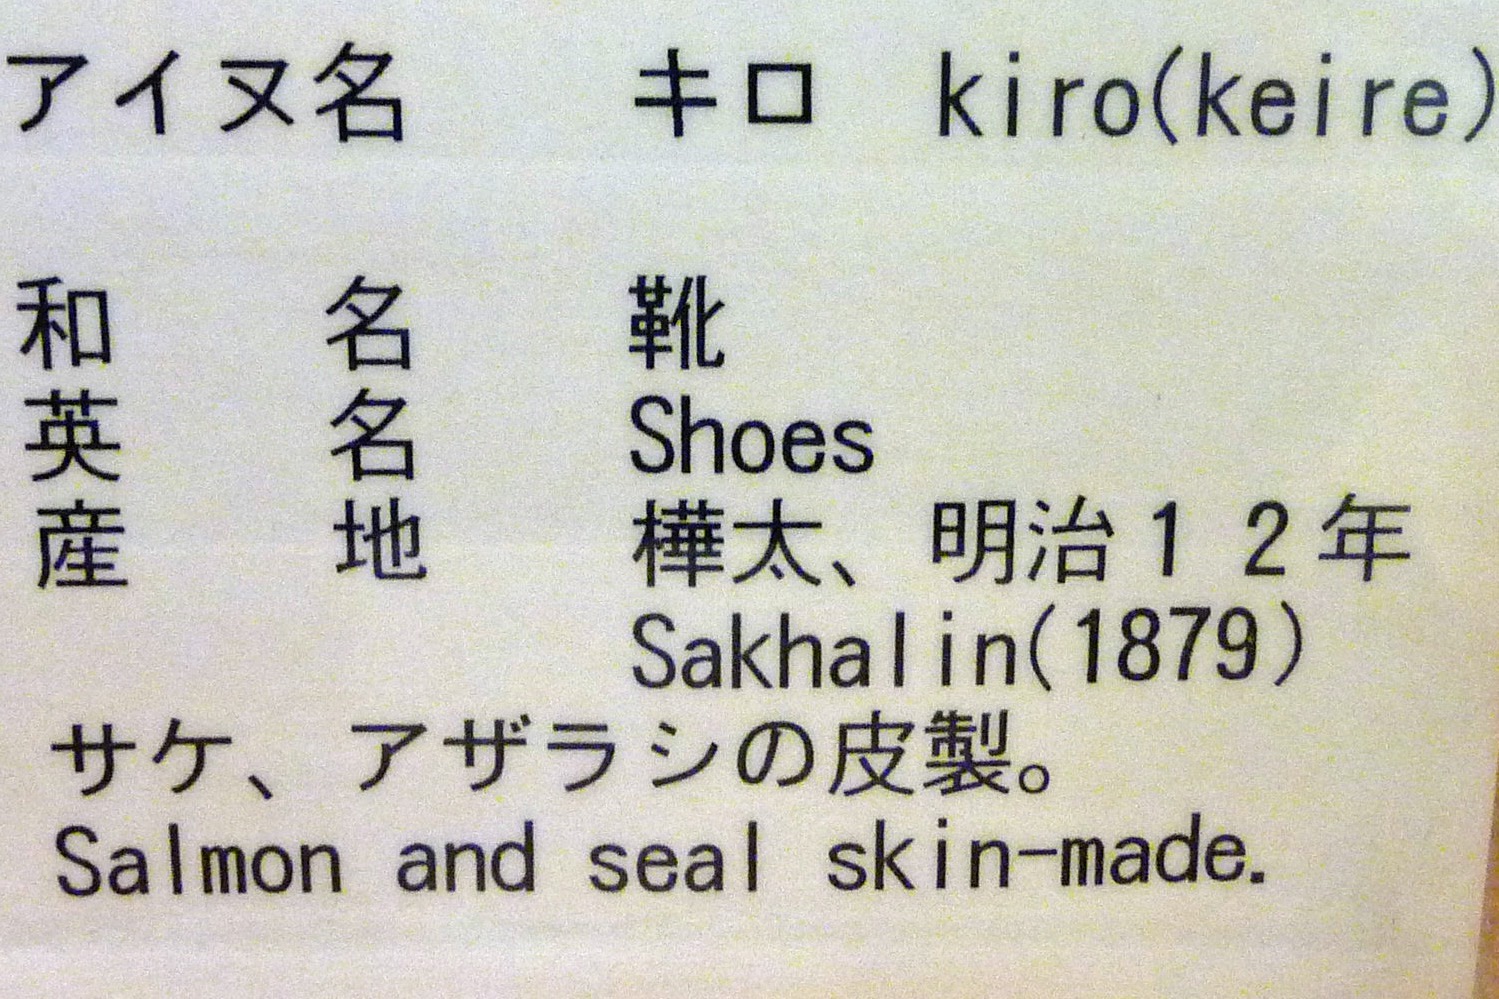 アイヌ名 キロ kiro(keire)
和 名 靴
英 名 Shoes
産 地 樺太、明治12年
Sakhalin(1879)
サケ、アザラシの皮製。
Salmon and seal skin-made.